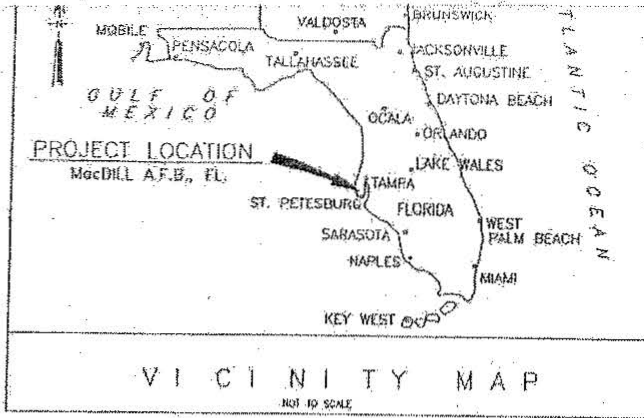 BRUNSWICK
VALDOSTA
MOBILE
PENSACOLA
JACKSONVILLE
TALLAHASSEE
ST. AUGUSTINE
GULF OF
MEXICO
DAYTONA BEACH
OCALA
ORLANDO
PROJECT LOCATION
MacDILL A.F.B., FL.
LAKE WALES
TAMPA
ST. PETESBURG
FLORIDA
TLANTIC OCEAN
SARASOTA
WEST
PALM BEACH
NAPLES
MIAMI
KEY WEST
VICINITY MAP
NOT TO SCALE